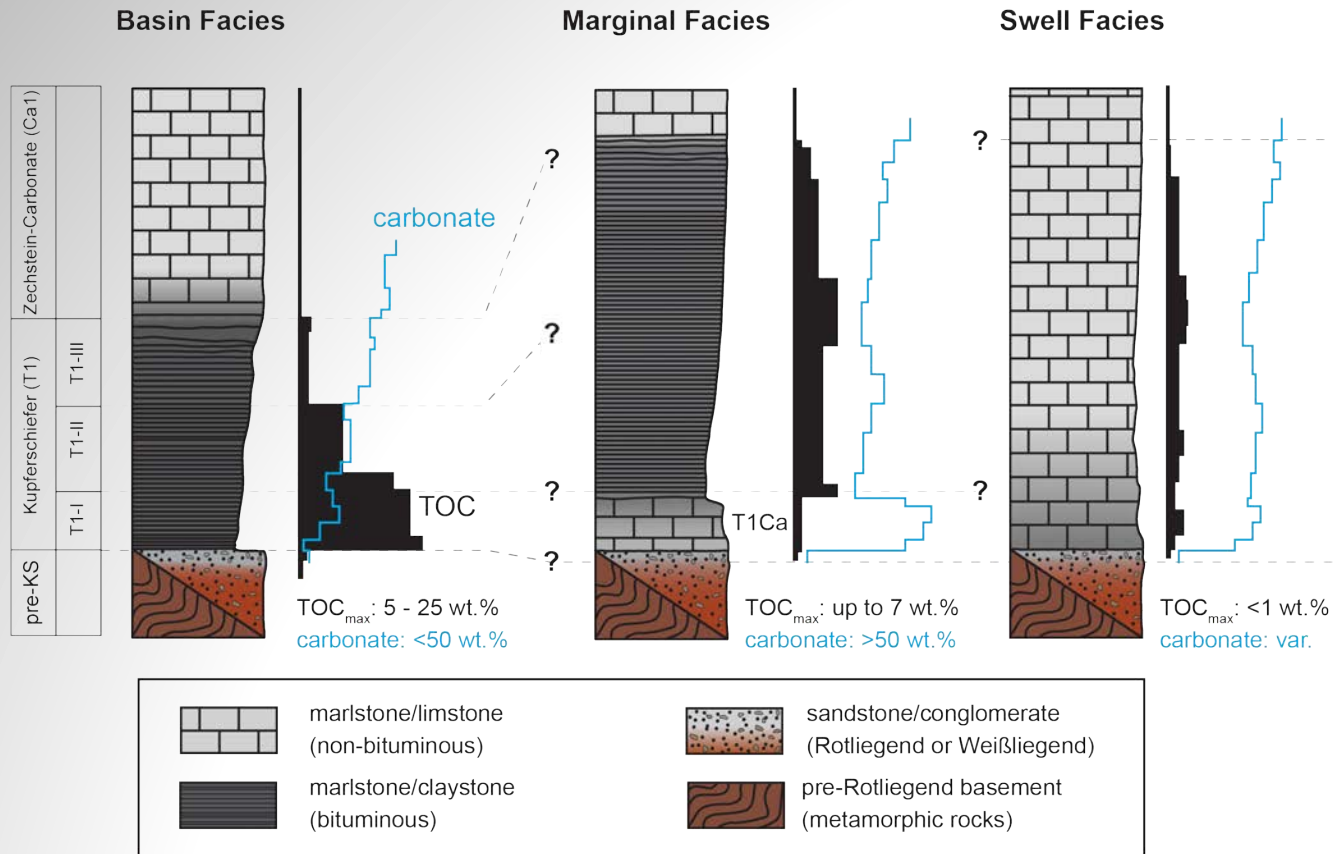 Basin Facies
Marginal Facies
Swell Facies
Zechstein-Carbonate (Ca1)
Kupferschiefer (T1)
T1-III
T1-II
T1-I
pre-KS
carbonate
TOC
?
?
?
?
T1Ca
?
?
TOCmax: 5 - 25 wt.%
carbonate: <50 wt.%
TOCmax: up to 7 wt.%
carbonate: >50 wt.%
TOCmax: <1 wt.%
carbonate: var.
marlstone/limstone
(non-bituminous)
marlstone/claystone
(bituminous)
sandstone/conglomerate
(Rotliegend or Weißliegend)
pre-Rotliegend basement
(metamorphic rocks)